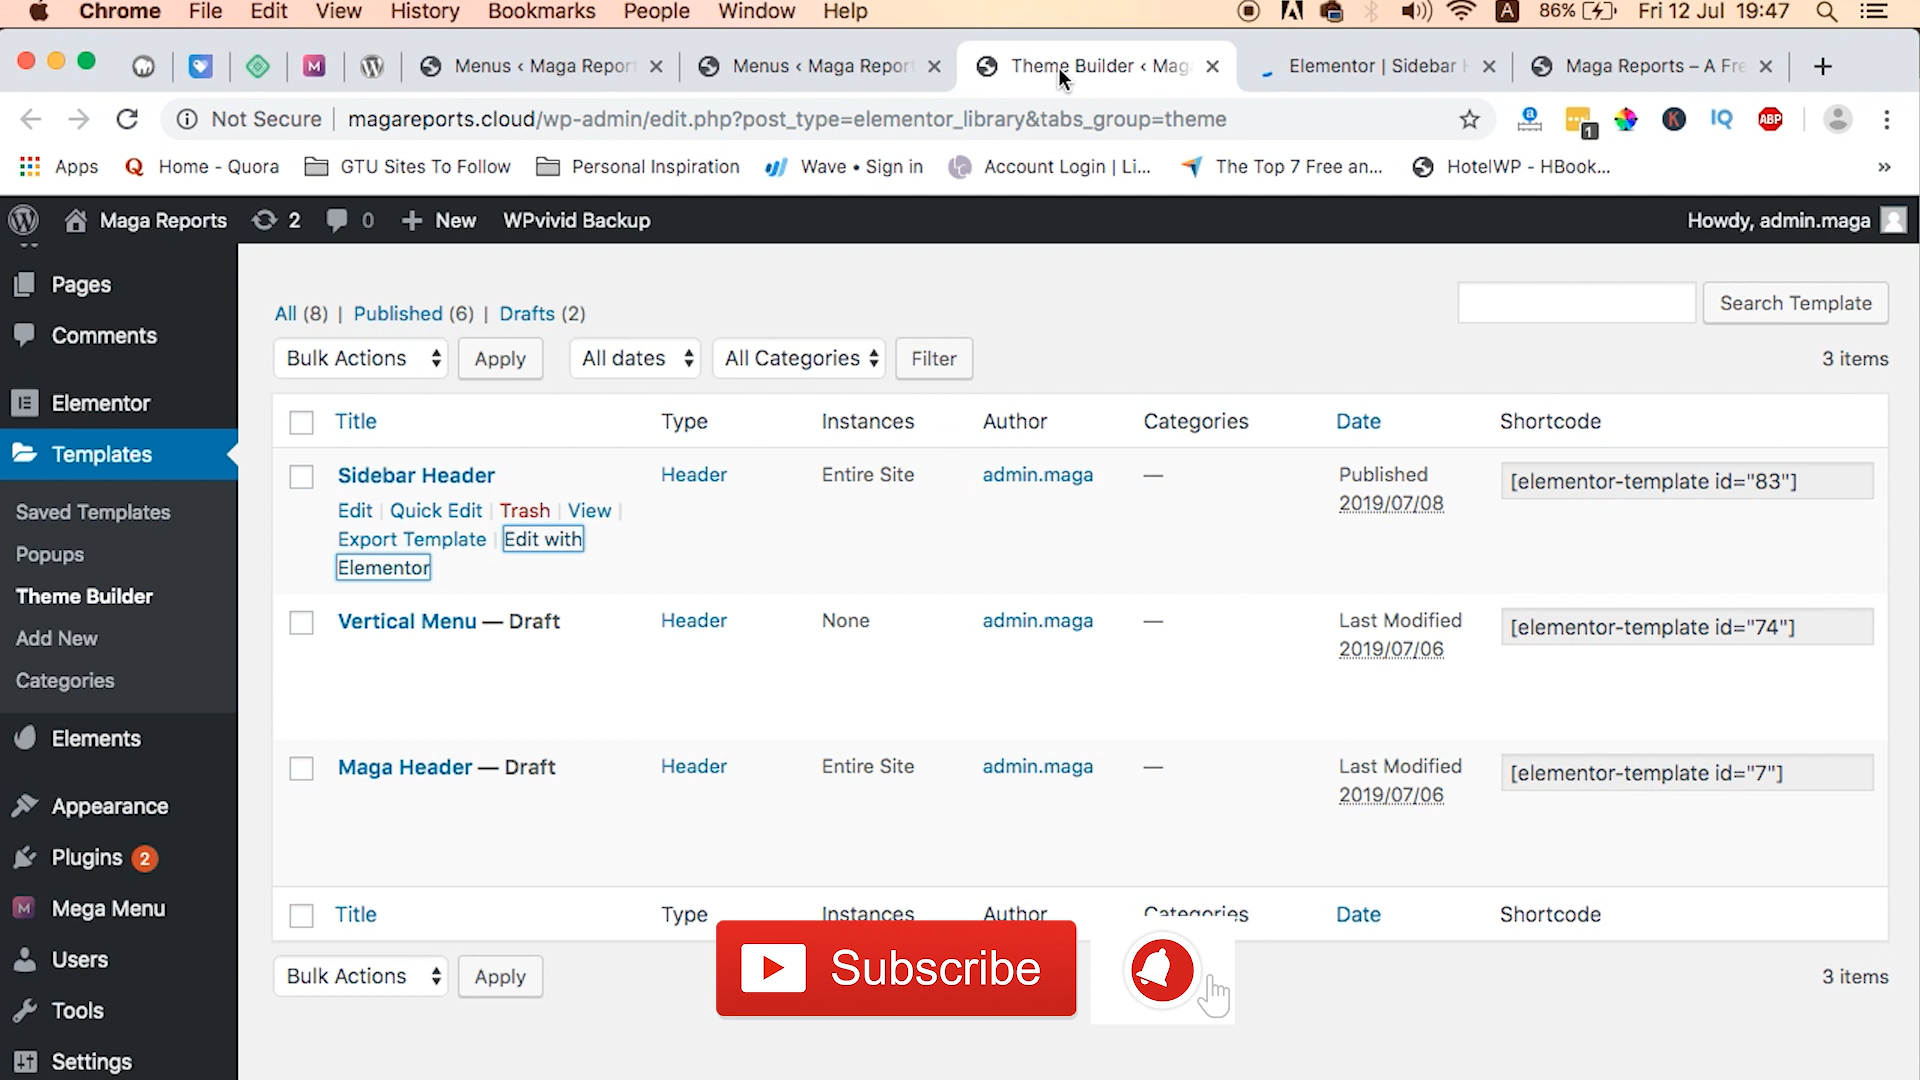 Chrome File Edit View History Bookmarks People Window Help 86% Fri 12 Jul 19:47
Menus ‹ Maga Report Menus ‹ Maga Report Theme Builder ‹ Mag Elementor | Sidebar H Maga Reports – A Fre
Not Secure magareports.cloud/wp-admin/edit.php?post_type=elementor_library&tabs_group=theme 1 K IQ ABP
Apps Home - Quora GTU Sites To Follow Personal Inspiration Wave • Sign in Account Login | Li... The Top 7 Free an... HotelWP - HBook... »
Maga Reports 2 0 + New WPvivid Backup Howdy, admin.maga
Pages
Comments
Elementor
Templates
Saved Templates
Popups
Theme Builder
Add New
Categories
Elements
Appearance
Plugins 2
Mega Menu
Users
Tools
Settings
All (8) | Published (6) | Drafts (2)
Search Template
Bulk Actions Apply All dates All Categories Filter 3 items
Title Type Instances Author Categories Date Shortcode
Sidebar Header Header Entire Site admin.maga — Published [elementor-template id="83"]
2019/07/08
Edit | Quick Edit | Trash | View |
Export Template | Edit with
Elementor
Vertical Menu — Draft Header None admin.maga — Last Modified [elementor-template id="74"]
2019/07/06
Maga Header — Draft Header Entire Site admin.maga — Last Modified [elementor-template id="7"]
2019/07/06
Title Type Instances Author Categories Date Shortcode
Bulk Actions Apply 3 items
Subscribe